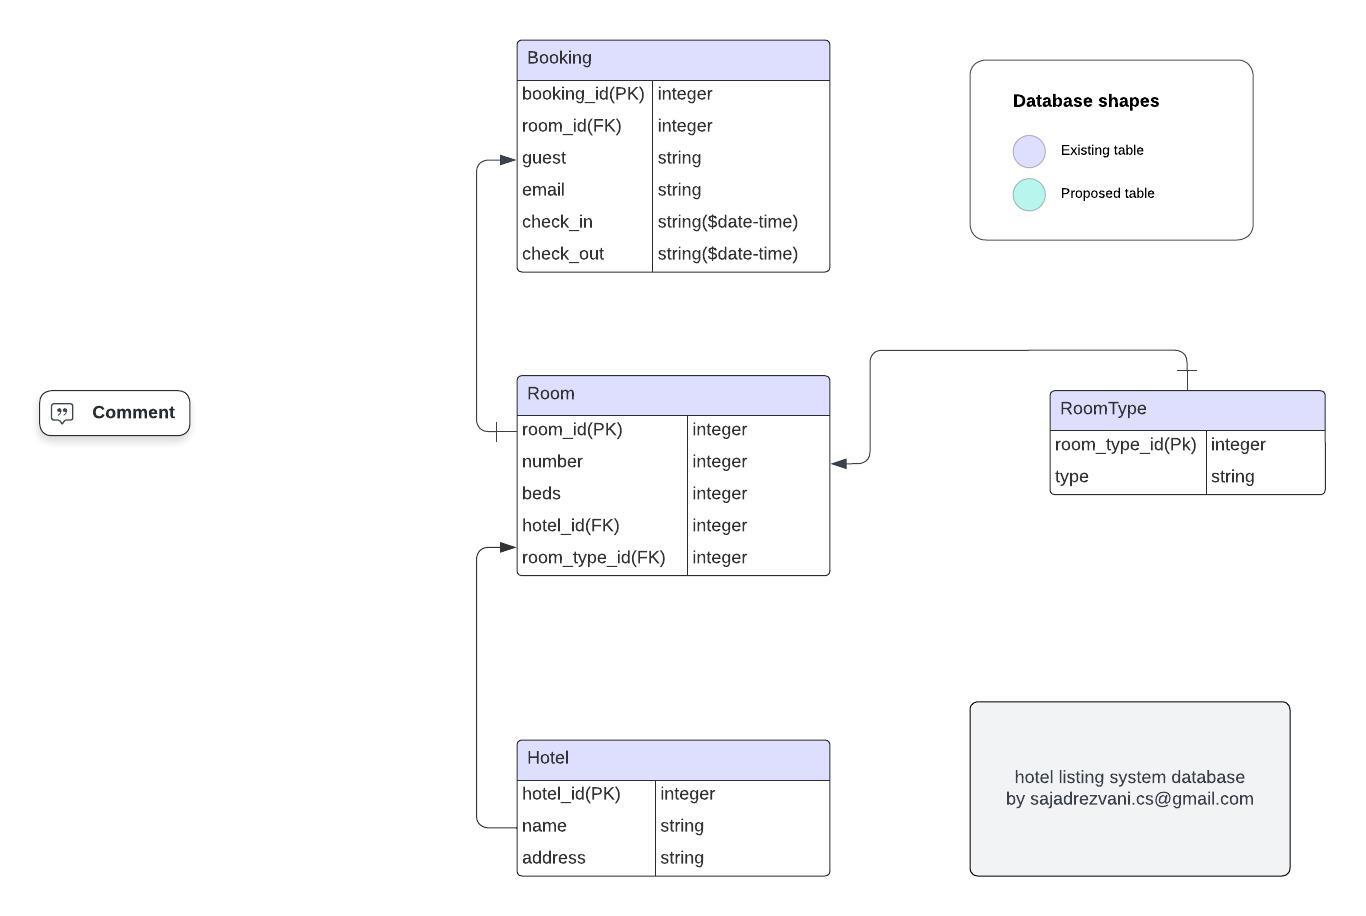 Booking
booking_id(PK) integer
room_id(FK) integer
guest string
email string
check_in string($date-time)
check_out string($date-time)
Database shapes
Existing table
Proposed table
Comment
Room
room_id(PK) integer
number integer
beds integer
hotel_id(FK) integer
room_type_id(FK) integer
RoomType
room_type_id(Pk) integer
type string
Hotel
hotel_id(PK) integer
name string
address string
hotel listing system database
by sajadrezvani.cs@gmail.com